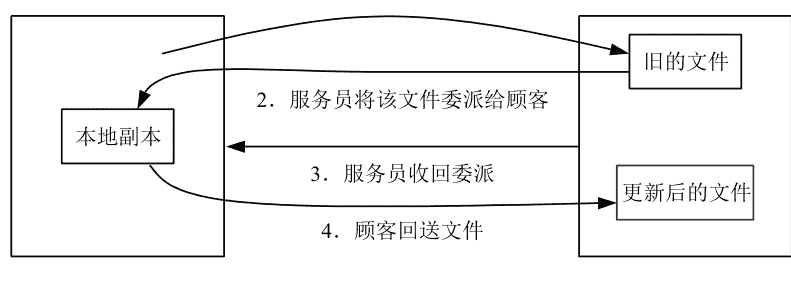 旧的文件
2．服务员将该文件委派给顾客
本地副本
3．服务员收回委派
更新后的文件
4．顾客回送文件